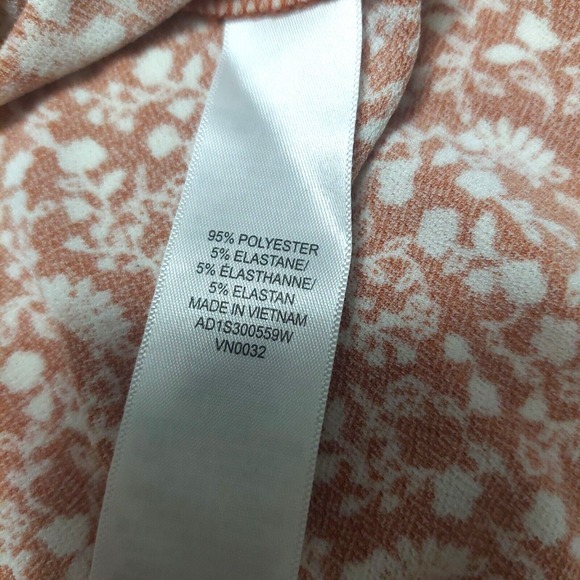 95% POLYESTER
5% ELASTANE/
5% ÉLASTHANNE/
5% ELASTAN
MADE IN VIETNAM
AD1S300559W
VN0032